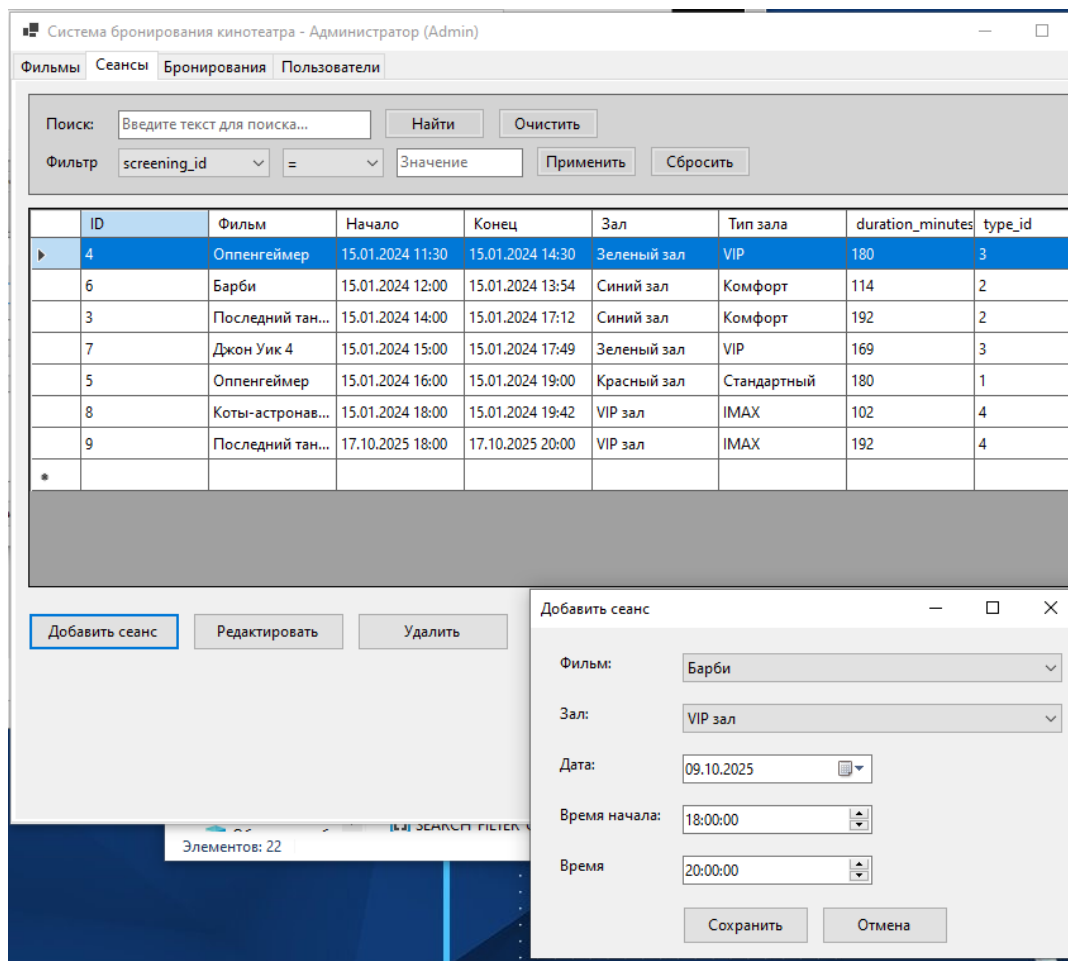 Система бронирования кинотеатра - Администратор (Admin)
Фильмы Сеансы Бронирования Пользователи
Поиск: Введите текст для поиска... Найти Очистить
Фильтр screening_id = Значение Применить Сбросить
ID Фильм Начало Конец Зал Тип зала duration_minutes type_id
4 Оппенгеймер 15.01.2024 11:30 15.01.2024 14:30 Зеленый зал VIP 180 3
6 Барби 15.01.2024 12:00 15.01.2024 13:54 Синий зал Комфорт 114 2
3 Последний тан... 15.01.2024 14:00 15.01.2024 17:12 Синий зал Комфорт 192 2
7 Джон Уик 4 15.01.2024 15:00 15.01.2024 17:49 Зеленый зал VIP 169 3
5 Оппенгеймер 15.01.2024 16:00 15.01.2024 19:00 Красный зал Стандартный 180 1
8 Коты-астронав... 15.01.2024 18:00 15.01.2024 19:42 VIP зал IMAX 102 4
9 Последний тан... 17.10.2025 18:00 17.10.2025 20:00 VIP зал IMAX 192 4
Добавить сеанс Редактировать Удалить
Добавить сеанс
Фильм: Барби
Зал: VIP зал
Дата: 09.10.2025
Время начала: 18:00:00
Время 20:00:00
Сохранить Отмена
SEARCH FILTER
Элементов: 22